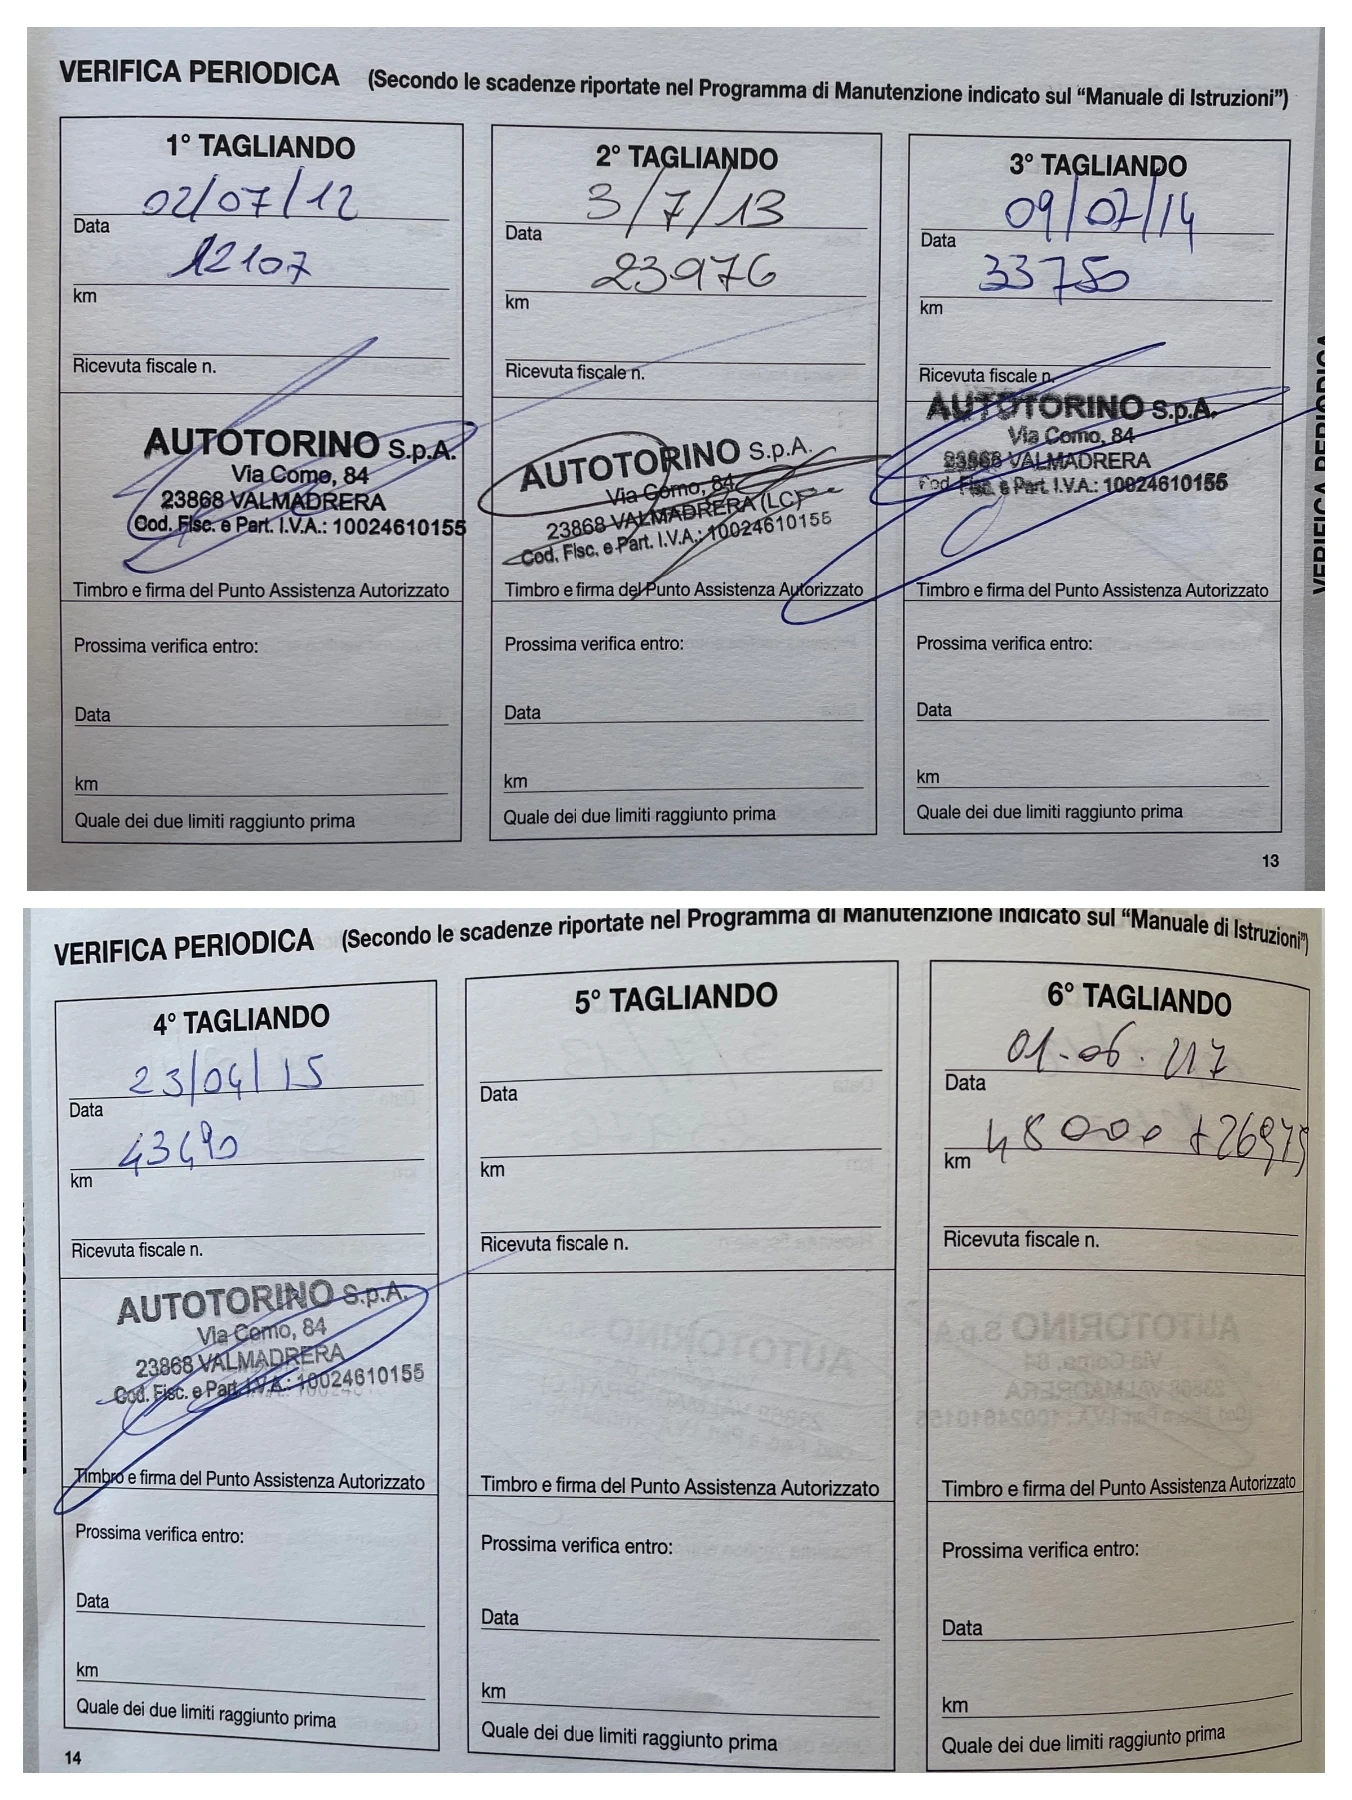 VERIFICA PERIODICA (Secondo le scadenze riportate nel Programma di Manutenzione indicato sul “Manuale di Istruzioni”)
1° TAGLIANDO
02/07/12
Data
12107
km
Ricevuta fiscale n.
AUTOTORINO S.p.A.
Via Como, 84
23868 VALMADRERA
Cod. Fisc. e Part. I.V.A.: 10024610155
Timbro e firma del Punto Assistenza Autorizzato
Prossima verifica entro:
Data
km
Quale dei due limiti raggiunto prima
2° TAGLIANDO
3/7/13
Data
23976
km
Ricevuta fiscale n.
AUTOTORINO S.p.A.
Via Como, 84
23868 VALMADRERA (LC)
Cod. Fisc. e Part. I.V.A.: 10024610155
Timbro e firma del Punto Assistenza Autorizzato
Prossima verifica entro:
Data
km
Quale dei due limiti raggiunto prima
3° TAGLIANDO
09/07/14
Data
33750
km
Ricevuta fiscale n.
AUTOTORINO S.p.A.
Via Como, 84
23868 VALMADRERA
Cod. Fisc. e Part. I.V.A.: 10024610155
Timbro e firma del Punto Assistenza Autorizzato
Prossima verifica entro:
Data
km
Quale dei due limiti raggiunto prima
VERIFICA PERIODICA
13
VERIFICA PERIODICA (Secondo le scadenze riportate nel Programma di Manutenzione indicato sul “Manuale di Istruzioni”)
4° TAGLIANDO
23/04/15
Data
43490
km
Ricevuta fiscale n.
AUTOTORINO S.p.A.
Via Como, 84
23868 VALMADRERA
Cod. Fisc. e Part. I.V.A.: 10024610155
Timbro e firma del Punto Assistenza Autorizzato
Prossima verifica entro:
Data
km
Quale dei due limiti raggiunto prima
5° TAGLIANDO
Data
km
Ricevuta fiscale n.
Timbro e firma del Punto Assistenza Autorizzato
Prossima verifica entro:
Data
km
Quale dei due limiti raggiunto prima
6° TAGLIANDO
01.06.
Data
48000 +26979
km
Ricevuta fiscale n.
Timbro e firma del Punto Assistenza Autorizzato
Prossima verifica entro:
Data
km
Quale dei due limiti raggiunto prima
14